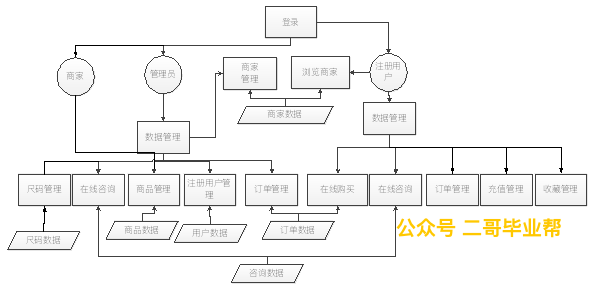 登录
商家
管理员
商家
管理
浏览商家
注册用
户
商家数据
数据管理
数据管理
尺码管理
在线咨询
商品管理
注册用户管
理
订单管理
在线购买
在线咨询
订单管理
充值管理
收藏管理
尺码数据
商品数据
用户数据
订单数据
公众号 二哥毕业帮
咨询数据